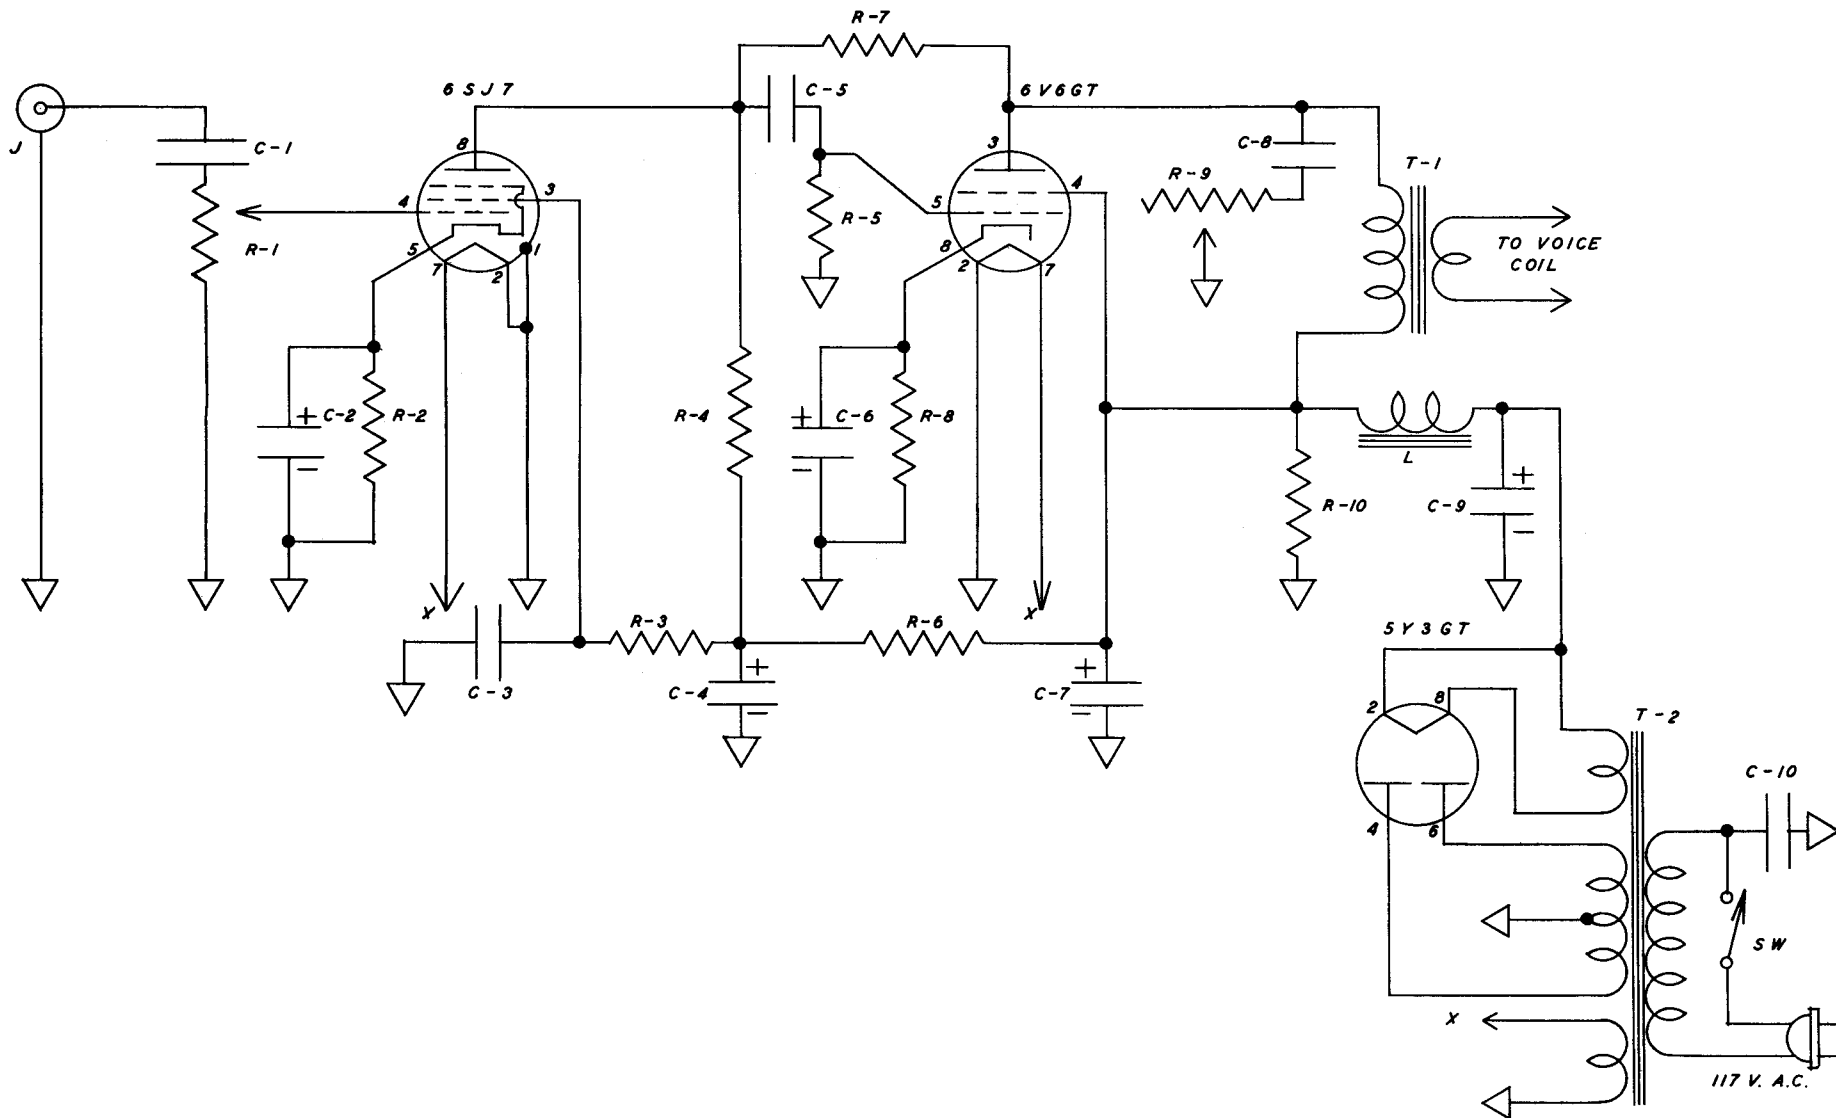 R-7
6SJ7
C-5
6V6GT
J
C-1
8
3
C-8
T-1
4
3
R-9
4
R-1
5
R-5
5
TO VOICE
COIL
1
7
2
8
2
7
+
C-2
R-2
R-4
+
C-6
R-8
L
-
-
R-10
C-9
+
-
X
X
R-3
R-6
5Y3GT
C-3
C-4
+
-
C-7
+
-
2
8
T-2
C-10
4
6
SW
X
117 V. A.C.